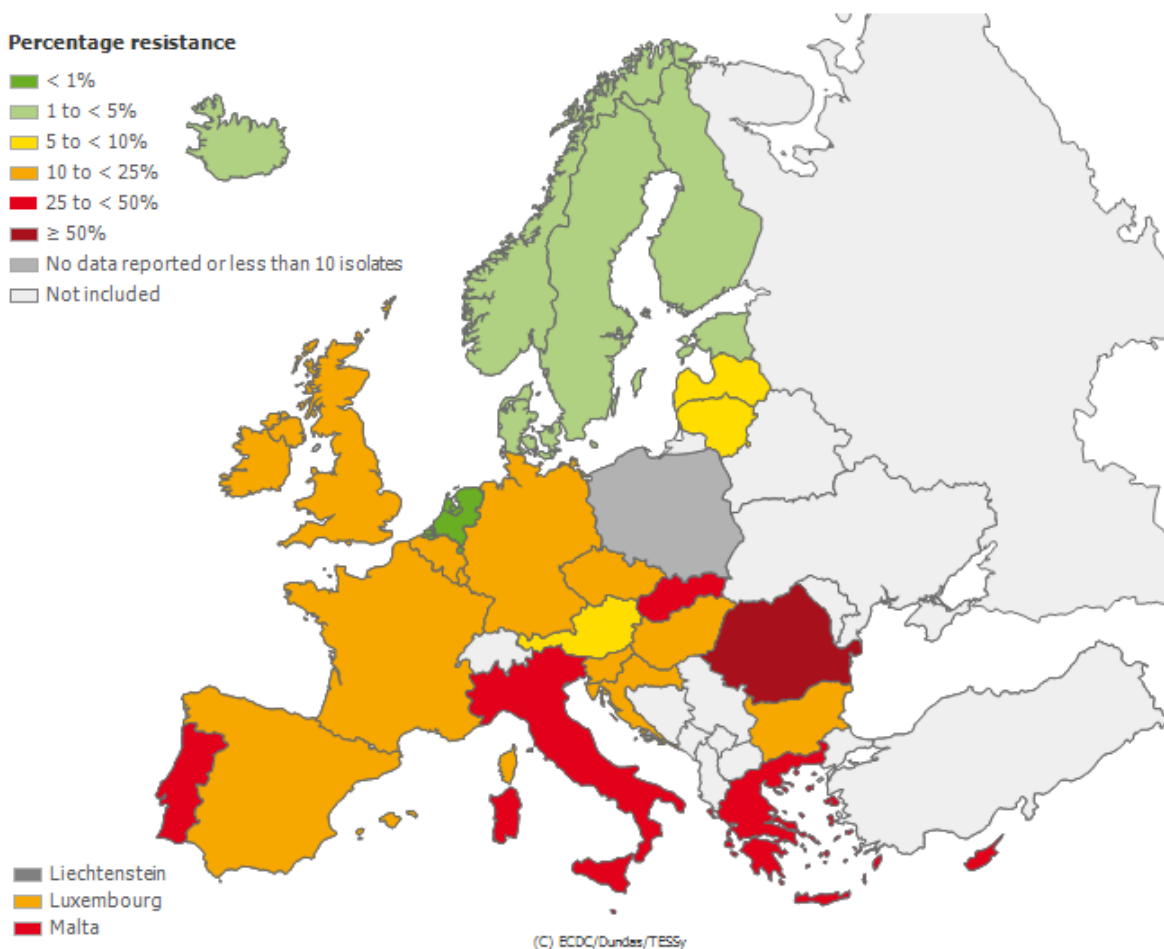 Percentage resistance
< 1%
1 to < 5%
5 to < 10%
10 to < 25%
25 to < 50%
≥ 50%
No data reported or less than 10 isolates
Not included
Liechtenstein
Luxembourg
Malta
(C) ECDC/Dundas/TESSy